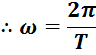 ∴ ω = 2π/T